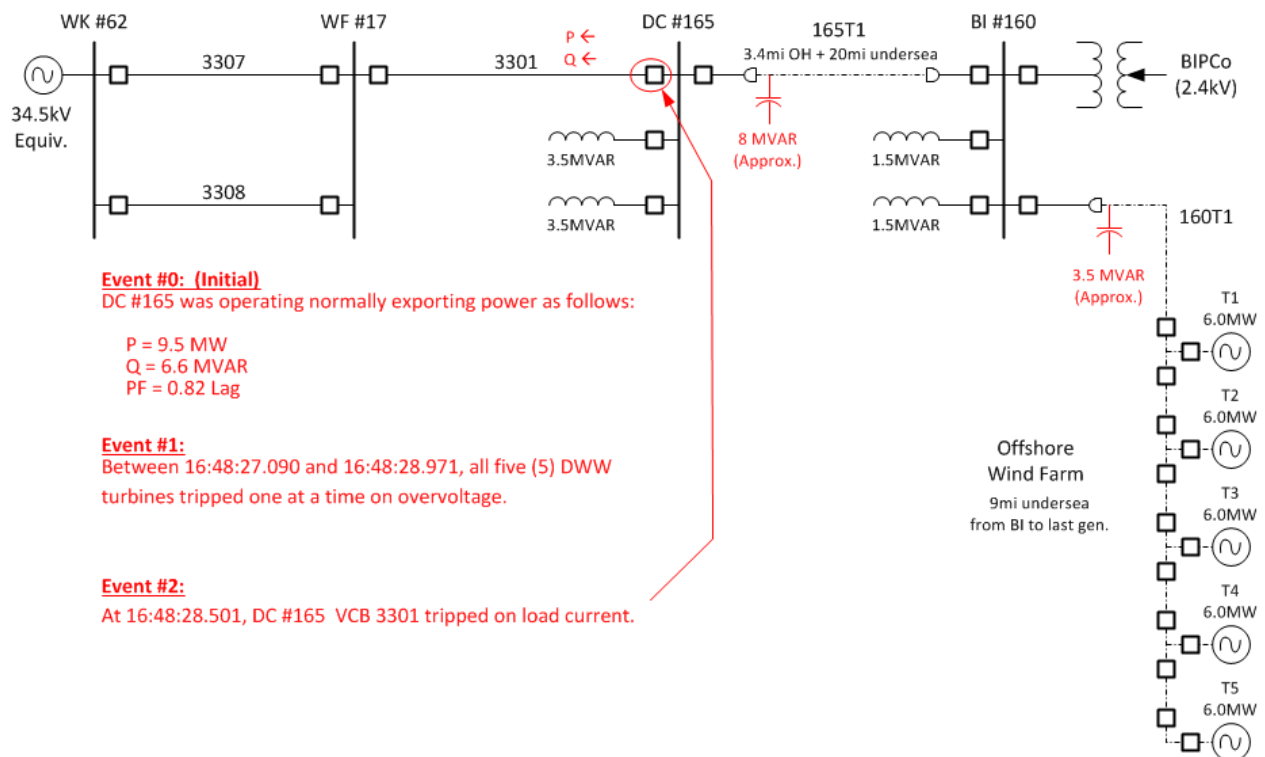 WK #62
WF #17
DC #165
165T1
BI #160
3.4mi OH + 20mi undersea
P ←
Q ←
3307
3301
34.5kV
Equiv.
BIPCo
(2.4kV)
8 MVAR
(Approx.)
3.5MVAR
1.5MVAR
3308
3.5MVAR
1.5MVAR
160T1
3.5 MVAR
(Approx.)
Event #0:  (Initial)
DC #165 was operating normally exporting power as follows:
P = 9.5 MW
Q = 6.6 MVAR
PF = 0.82 Lag
Event #1:
Between 16:48:27.090 and 16:48:28.971, all five (5) DWW
turbines tripped one at a time on overvoltage.
Event #2:
At 16:48:28.501, DC #165  VCB 3301 tripped on load current.
Offshore
Wind Farm
9mi undersea
from BI to last gen.
T1
6.0MW
T2
6.0MW
T3
6.0MW
T4
6.0MW
T5
6.0MW